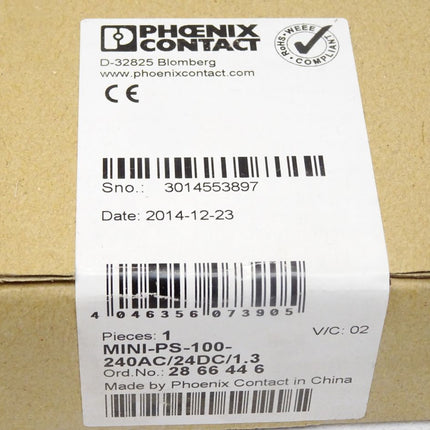 PHŒNIX
CONTACT
RoHS - WEEE
COMPLIANT
D-32825 Blomberg
www.phoenixcontact.com
CE
Sno.: 3014553897
Date: 2014-12-23
4 046356 073905
Pieces: 1
V/C: 02
MINI-PS-100-
240AC/24DC/1.3
Ord.No.: 28 66 44 6
Made by Phoenix Contact in China